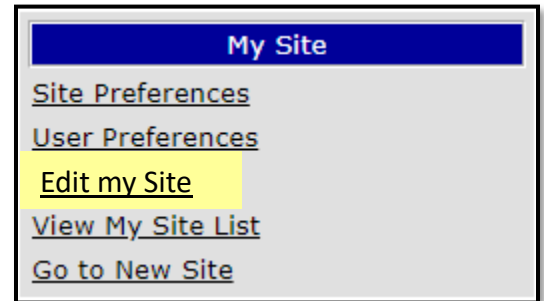 My Site
Site Preferences
User Preferences
Edit my Site
View My Site List
Go to New Site